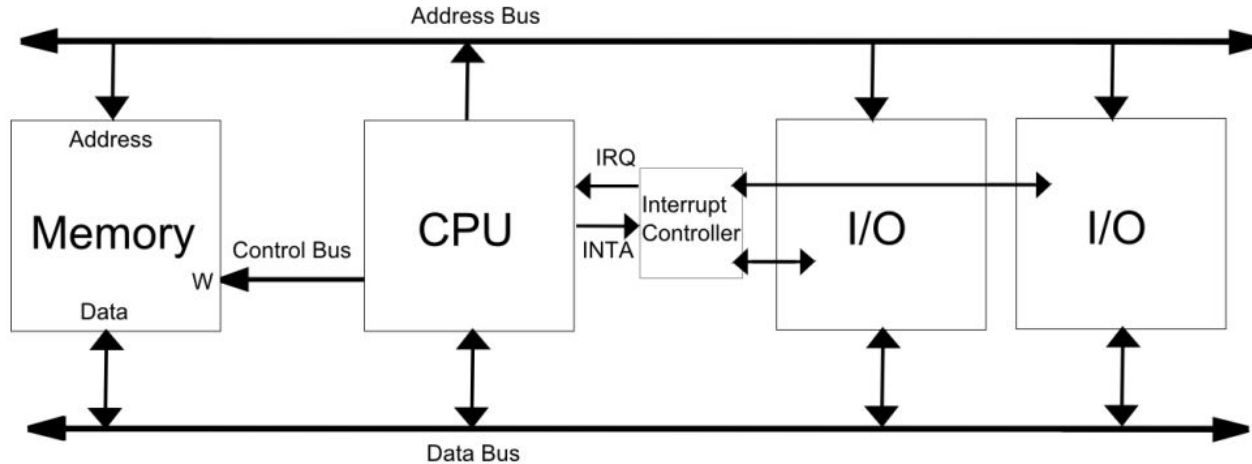 Address Bus
Address
Memory
W
Data
Control Bus
CPU
IRQ
INTA
Interrupt
Controller
I/O
I/O
Data Bus